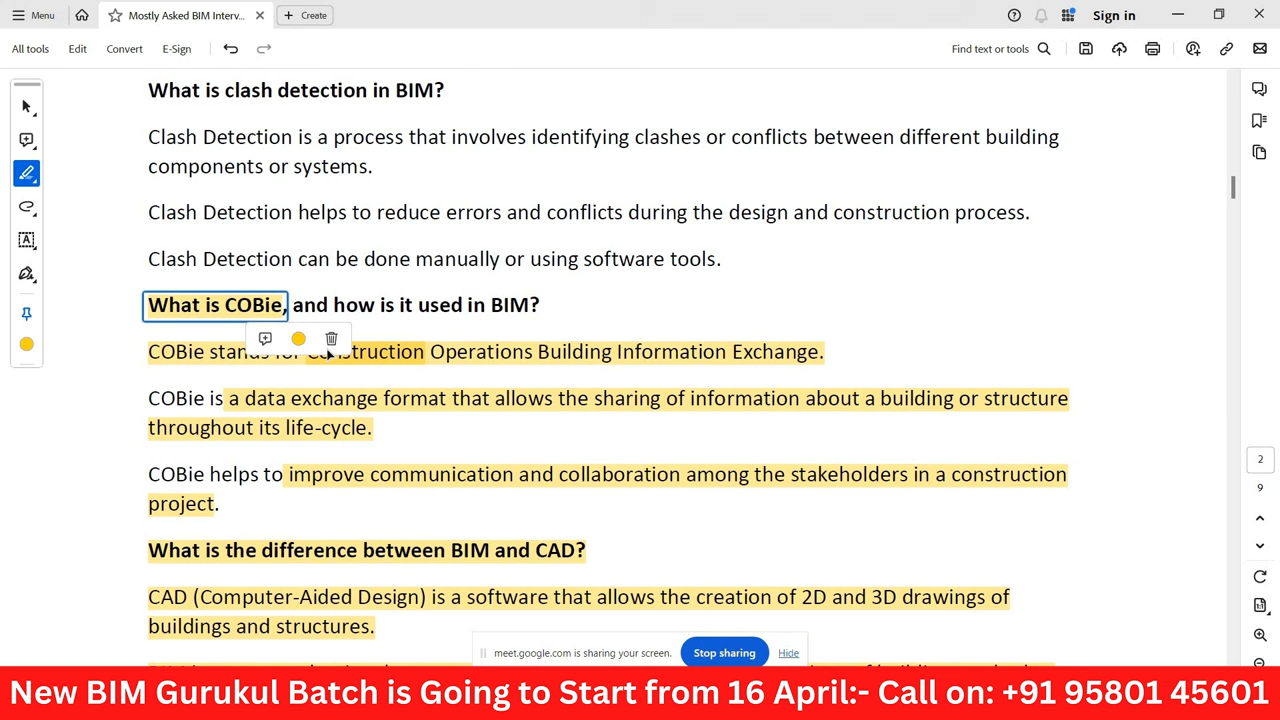 Menu
Mostly Asked BIM Interv...
Create
Sign in
All tools
Edit
Convert
E-Sign
Find text or tools
What is clash detection in BIM?
Clash Detection is a process that involves identifying clashes or conflicts between different building
components or systems.
Clash Detection helps to reduce errors and conflicts during the design and construction process.
Clash Detection can be done manually or using software tools.
What is COBie, and how is it used in BIM?
COBie stands for Construction Operations Building Information Exchange.
COBie is a data exchange format that allows the sharing of information about a building or structure
throughout its life-cycle.
COBie helps to improve communication and collaboration among the stakeholders in a construction
project.
2
9
What is the difference between BIM and CAD?
CAD (Computer-Aided Design) is a software that allows the creation of 2D and 3D drawings of
buildings and structures.
meet.google.com is sharing your screen.
Stop sharing
Hide
New BIM Gurukul Batch is Going to Start from 16 April:- Call on: +91 95801 45601